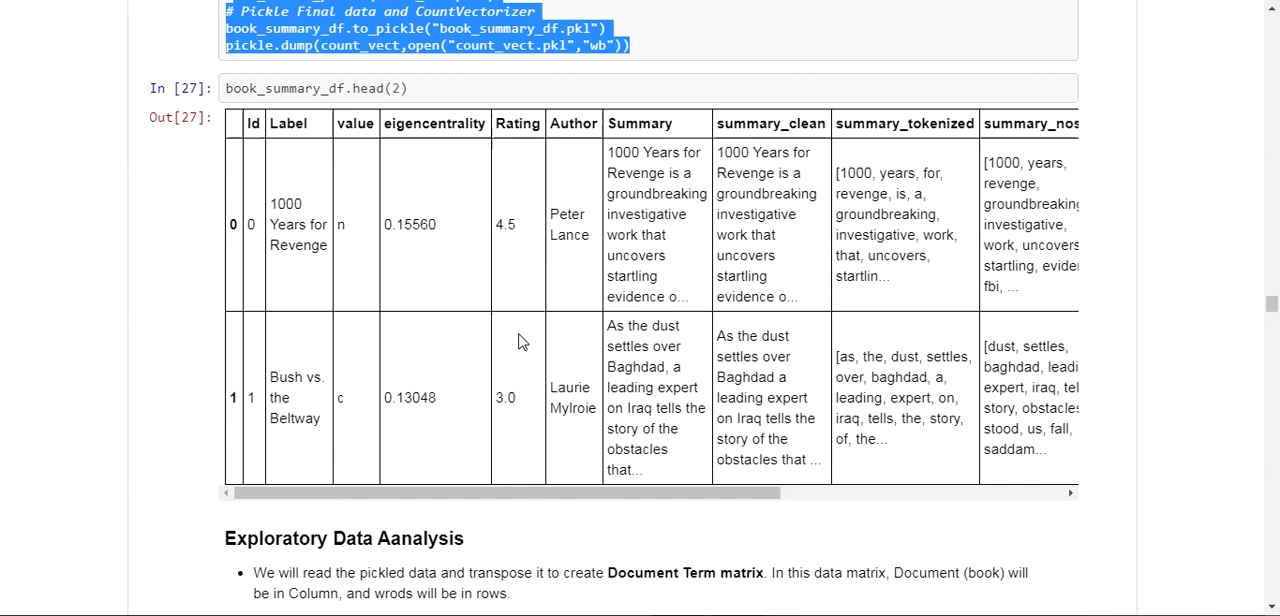 # Pickle Final data and CountVectorizer
book_summary_df.to_pickle("book_summary_df.pkl")
pickle.dump(count_vect,open("count_vect.pkl","wb"))
In [27]: book_summary_df.head(2)
Out[27]:
Id Label value eigencentrality Rating Author Summary summary_clean summary_tokenized summary_nos
0 0 1000 Years for Revenge n 0.15560 4.5 Peter Lance
1000 Years for
Revenge is a
groundbreaking
investigative
work that
uncovers
startling
evidence o...
1000 Years for
Revenge is a
groundbreaking
investigative
work that
uncovers
startling
evidence o...
[1000, years, for,
revenge, is, a,
groundbreaking,
investigative, work,
that, uncovers,
startlin...
[1000, years,
revenge,
groundbreaking
investigative,
work, uncovers
startling, evide
fbi, ...
1 1 Bush vs. the Beltway c 0.13048 3.0 Laurie Mylroie
As the dust
settles over
Baghdad, a
leading expert
on Iraq tells the
story of the
obstacles
that...
As the dust
settles over
Baghdad a
leading expert
on Iraq tells the
story of the
obstacles that ...
[as, the, dust, settles,
over, baghdad, a,
leading, expert, on,
iraq, tells, the, story,
of, the...
[dust, settles,
baghdad, leadi
expert, iraq, tel
story, obstacles
stood, us, fall,
saddam...
Exploratory Data Aanalysis
• We will read the pickled data and transpose it to create Document Term matrix. In this data matrix, Document (book) will
be in Column, and wrods will be in rows.